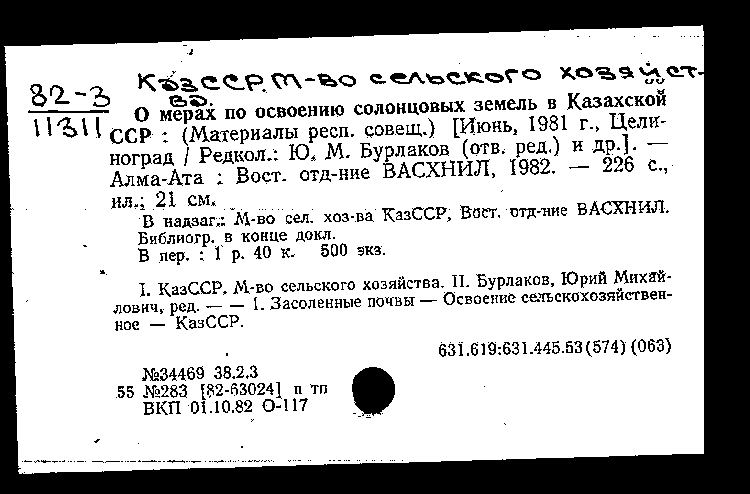 КазССР. М-во сельского хозяйст-
82-3
ва.
11311
О мерах по освоению солонцовых земель в Казахской
ССР : (Материалы респ. совещ.) [Июнь, 1981 г., Цели-
ноград / Редкол.: Ю. М. Бурлаков (отв. ред.) и др.]. —
Алма-Ата : Вост. отд-ние ВАСХНИЛ, 1982. — 226 с.,
ил.; 21 см.
В надзаг.: М-во сел. хоз-ва КазССР, Вост. отд-ние ВАСХНИЛ.
Библиогр. в конце докл.
В пер. : 1 р. 40 к. 500 экз.
I. КазССР. М-во сельского хозяйства. II. Бурлаков, Юрий Михай-
лович, ред. — — 1. Засоленные почвы — Освоение сельскохозяйствен-
ное — КазССР.
631.619:631.445.53(574)(063)
№34469 38.2.3
55 №283 [82-63024] п тп
ВКП 01.10.82 О-117